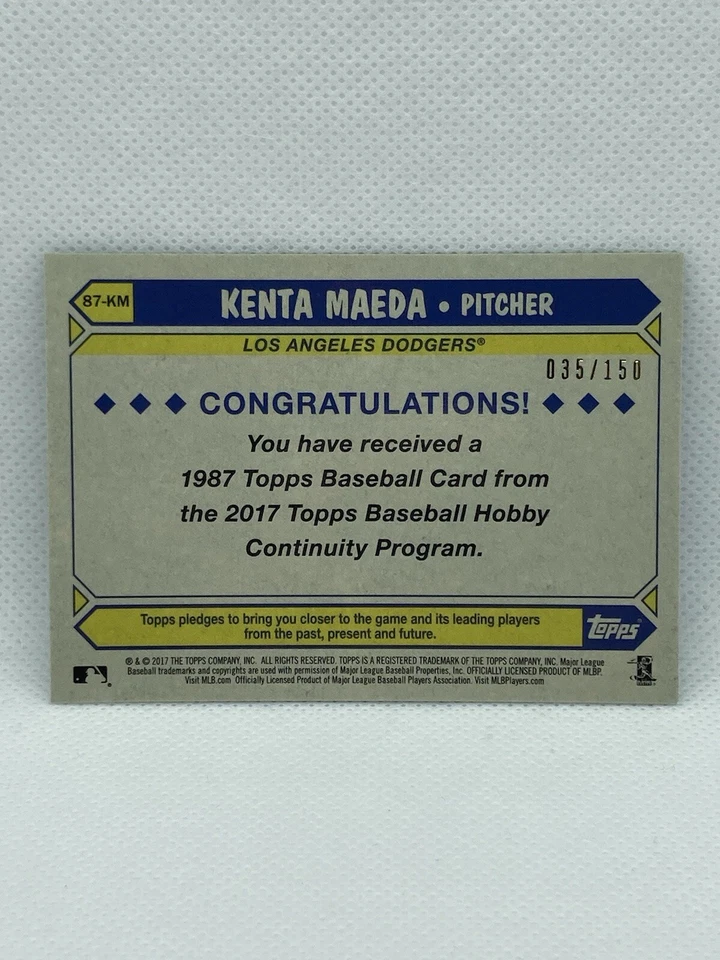 87-KM
KENTA MAEDA • PITCHER
LOS ANGELES DODGERS®
035/150
◆ ◆ ◆ CONGRATULATIONS! ◆ ◆ ◆
You have received a
1987 Topps Baseball Card from
the 2017 Topps Baseball Hobby
Continuity Program.
Topps pledges to bring you closer to the game and its leading players
from the past, present and future.
topps®
® & © 2017 THE TOPPS COMPANY, INC. ALL RIGHTS RESERVED. TOPPS IS A REGISTERED TRADEMARK OF THE TOPPS COMPANY, INC. Major League
Baseball trademarks and copyrights are used with permission of Major League Baseball Properties, Inc. OFFICIALLY LICENSED PRODUCT OF MLBP.
Visit MLB.com Officially Licensed Product of Major League Baseball Players Association. Visit MLBPlayers.com